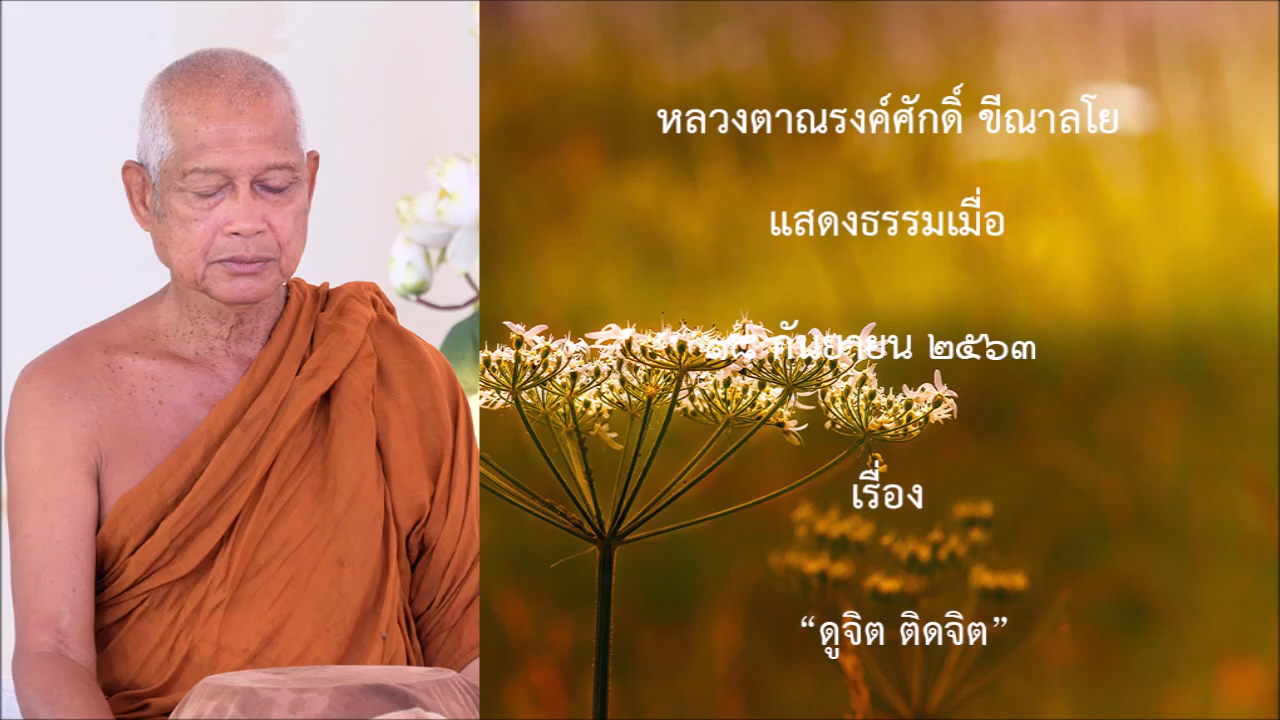 หลวงตาณรงค์ศักดิ์ ขีณาลโย
แสดงธรรมเมื่อ
กันยายน ๒๕๖๓
เรื่อง
“ดูจิต ติดจิต”